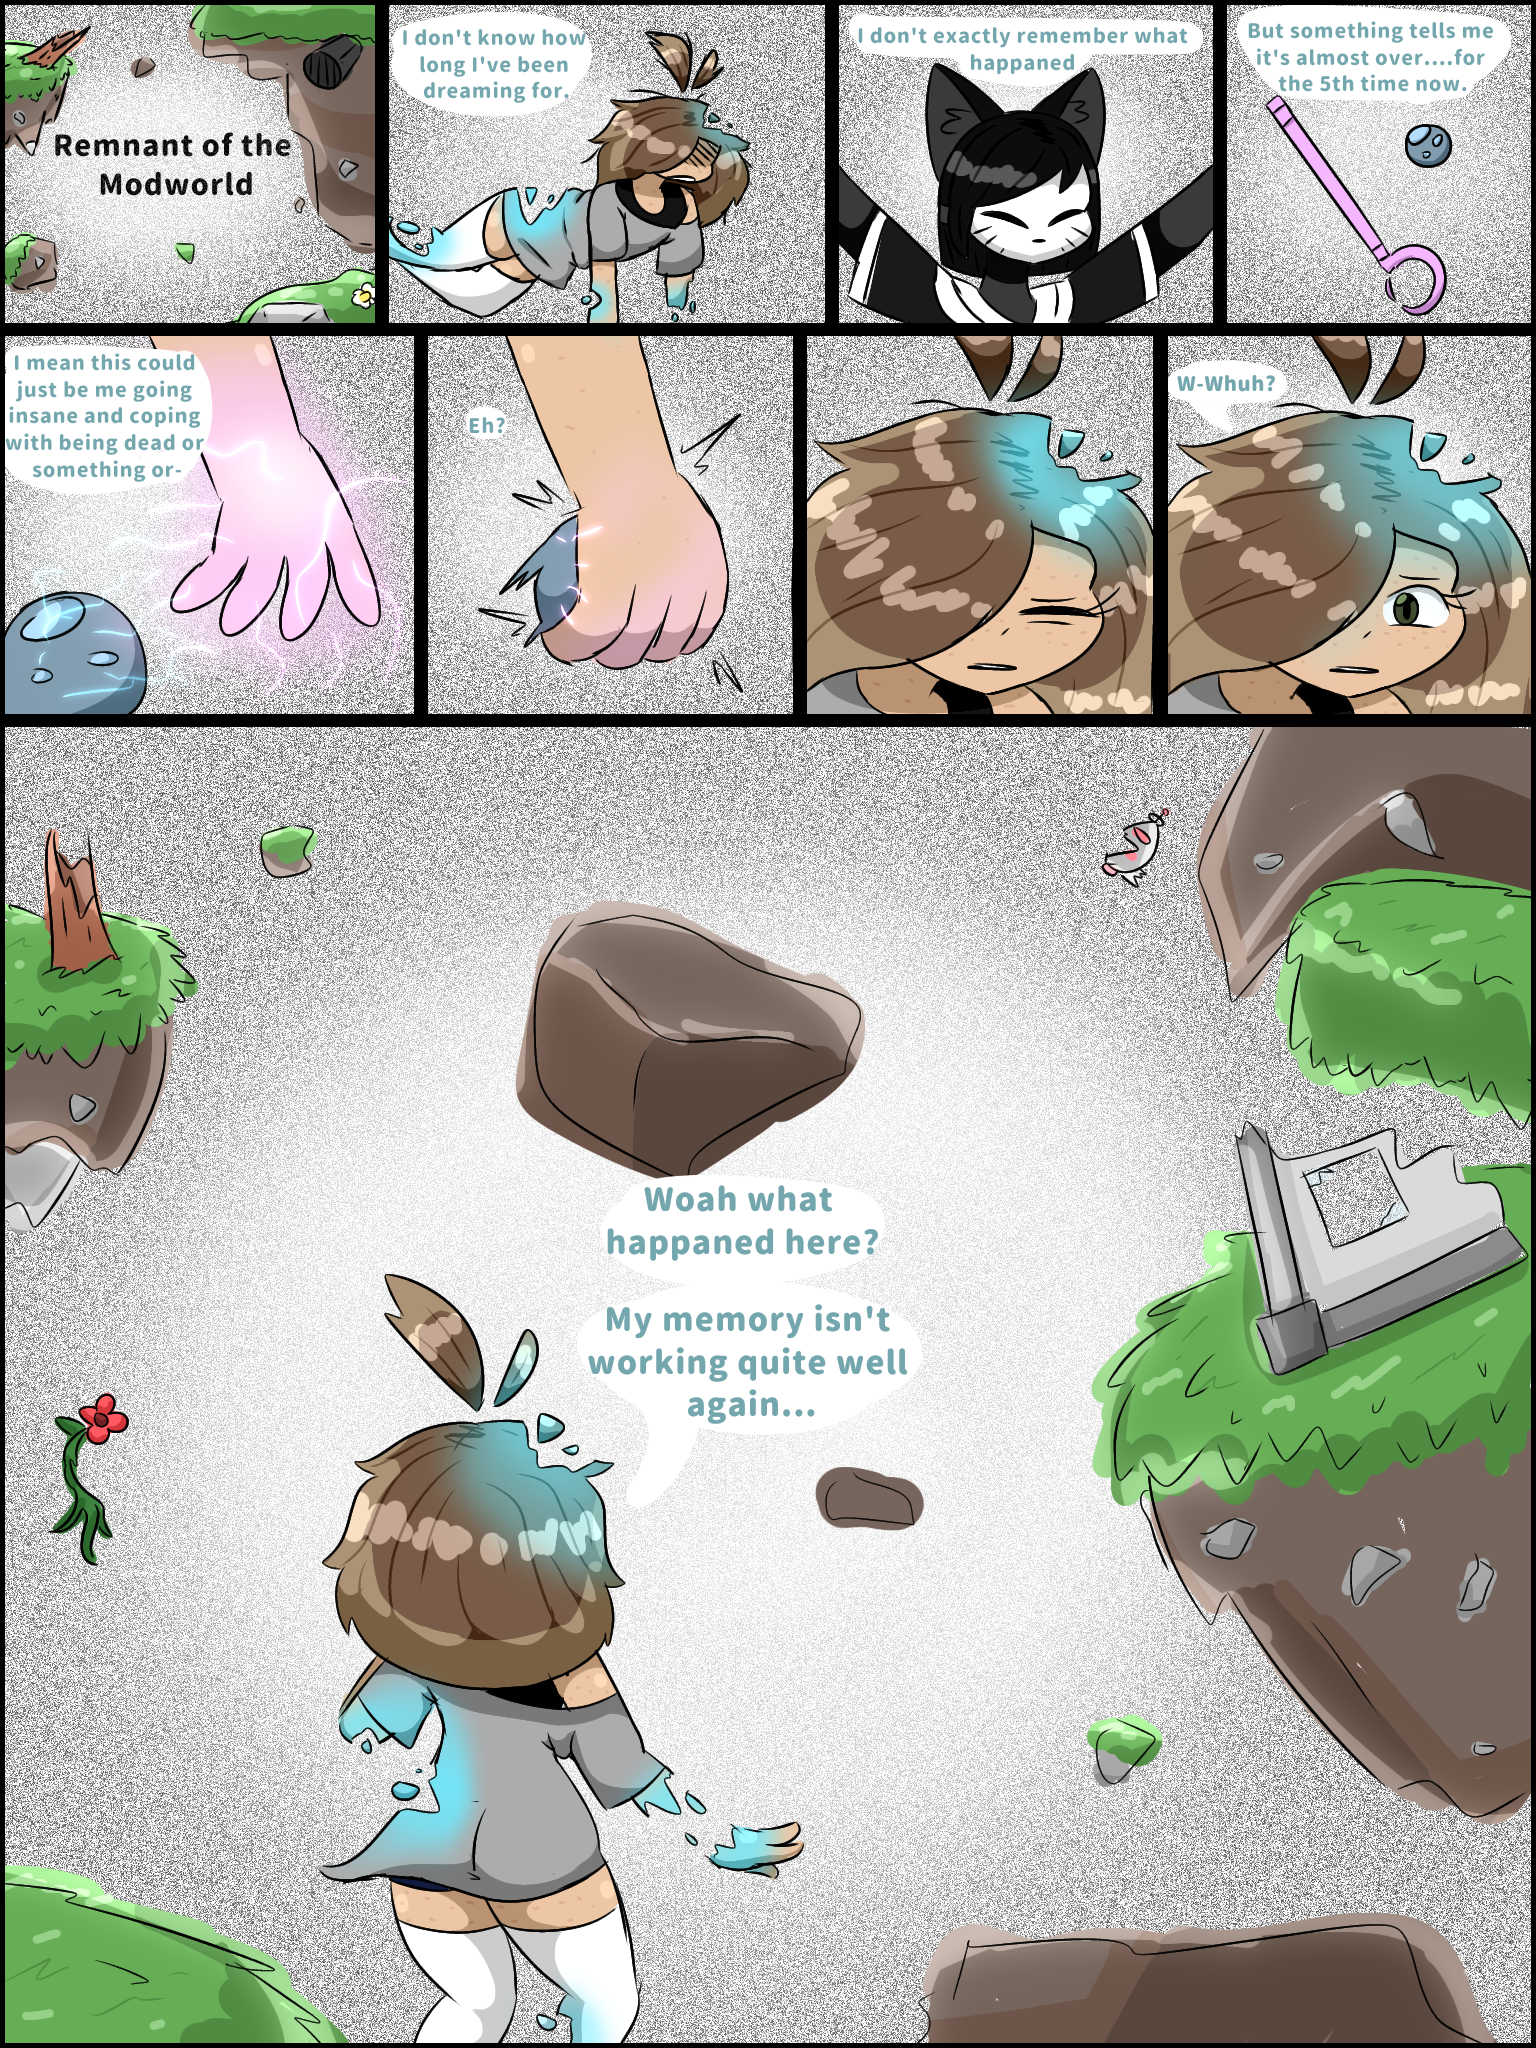 Remnant of the
Modworld
I don't know how
long I've been
dreaming for.
I don't exactly remember what
happaned
But something tells me
it's almost over....for
the 5th time now.
I mean this could
just be me going
insane and coping
with being dead or
something or-
Eh?
W-Whuh?
Woah what
happaned here?
My memory isn't
working quite well
again...